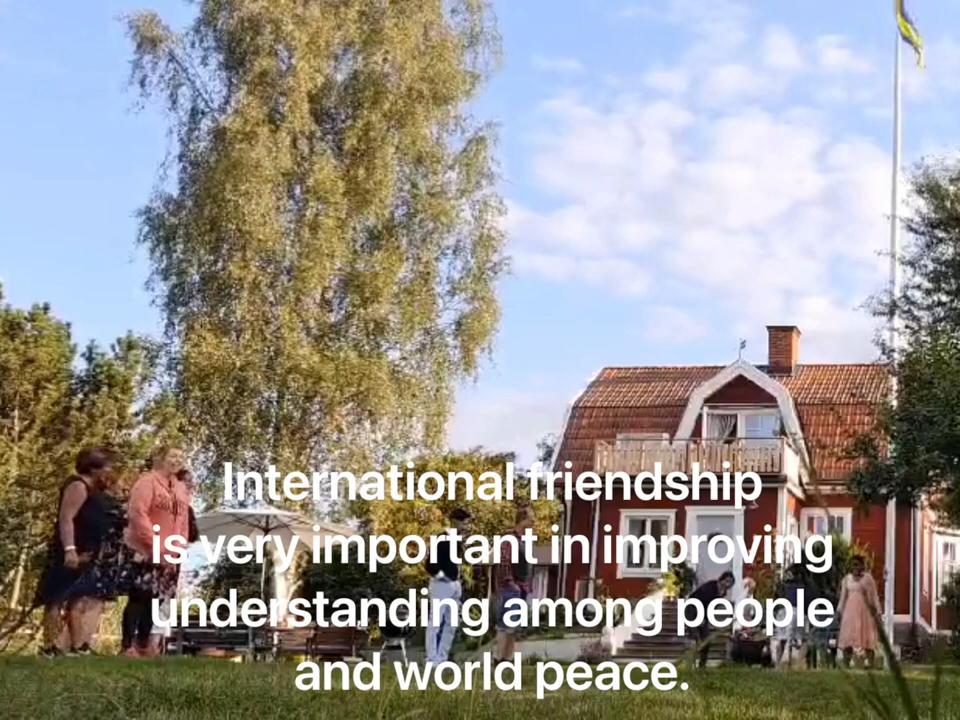 International friendship
is very important in improving
understanding among people
and world peace.